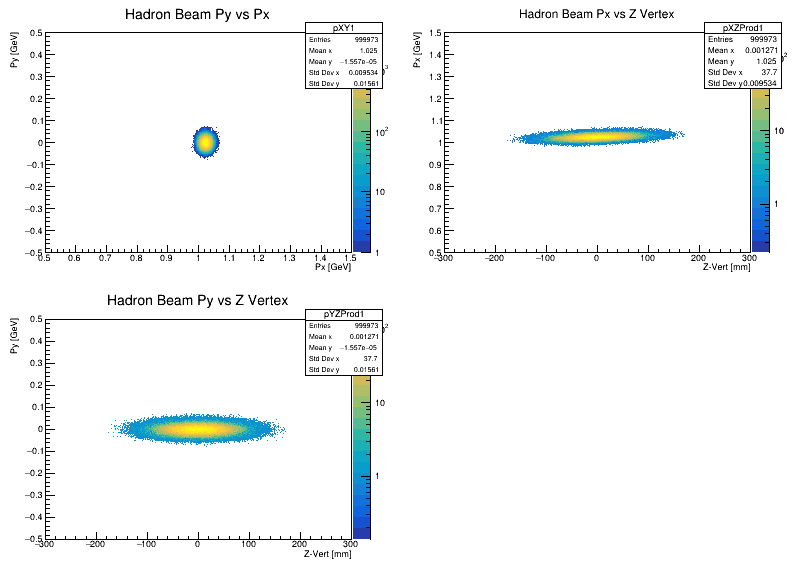 Hadron Beam Py vs Px
Py [GeV]
0.5
0.4
0.3
0.2
0.1
0
−0.1
−0.2
−0.3
−0.4
−0.5
0.5 0.6 0.7 0.8 0.9 1 1.1 1.2 1.3 1.4 1.5
Px [GeV]
pXY1
Entries 999973
Mean x 1.025
Mean y −1.557e−05
Std Dev x 0.009534
Std Dev y 0.01561
10²
10
1
Hadron Beam Px vs Z Vertex
Px [GeV]
1.5
1.4
1.3
1.2
1.1
1
0.9
0.8
0.7
0.6
0.5
−300 −200 −100 0 100 200 300
Z-Vert [mm]
pXZProd1
Entries 999973
Mean x 0.001271
Mean y 1.025
Std Dev x 37.7
Std Dev y 0.009534
10
1
Hadron Beam Py vs Z Vertex
Py [GeV]
0.5
0.4
0.3
0.2
0.1
0
−0.1
−0.2
−0.3
−0.4
−0.5
−300 −200 −100 0 100 200 300
Z-Vert [mm]
pYZProd1
Entries 999973
Mean x 0.001271
Mean y −1.557e−05
Std Dev x 37.7
Std Dev y 0.01561
10
1